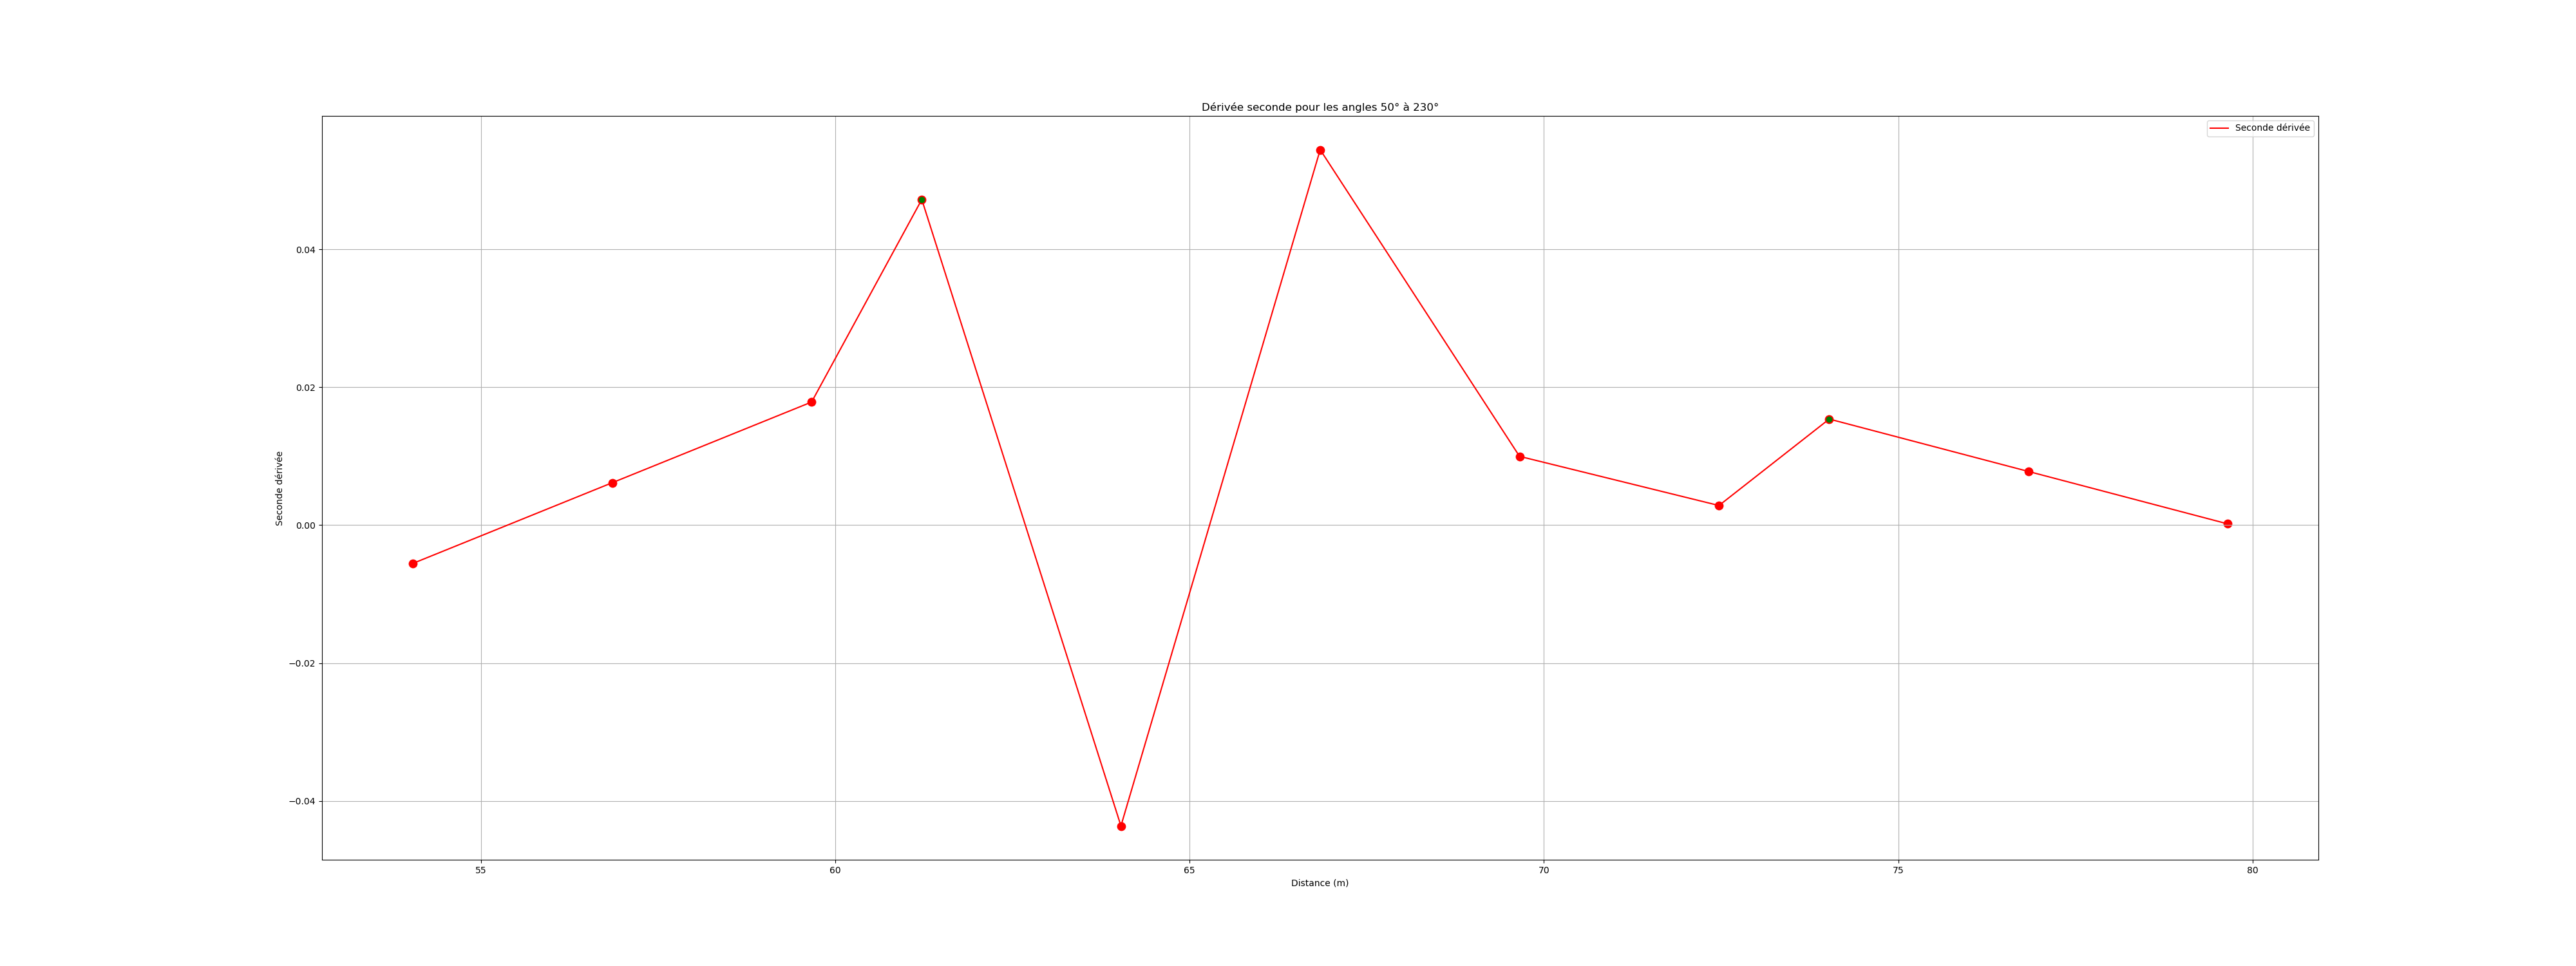 Dérivée seconde pour les angles 50° à 230°
Seconde dérivée
0.04
0.02
0.00
−0.02
−0.04
Seconde dérivée
55 60 65 70 75 80
Distance (m)